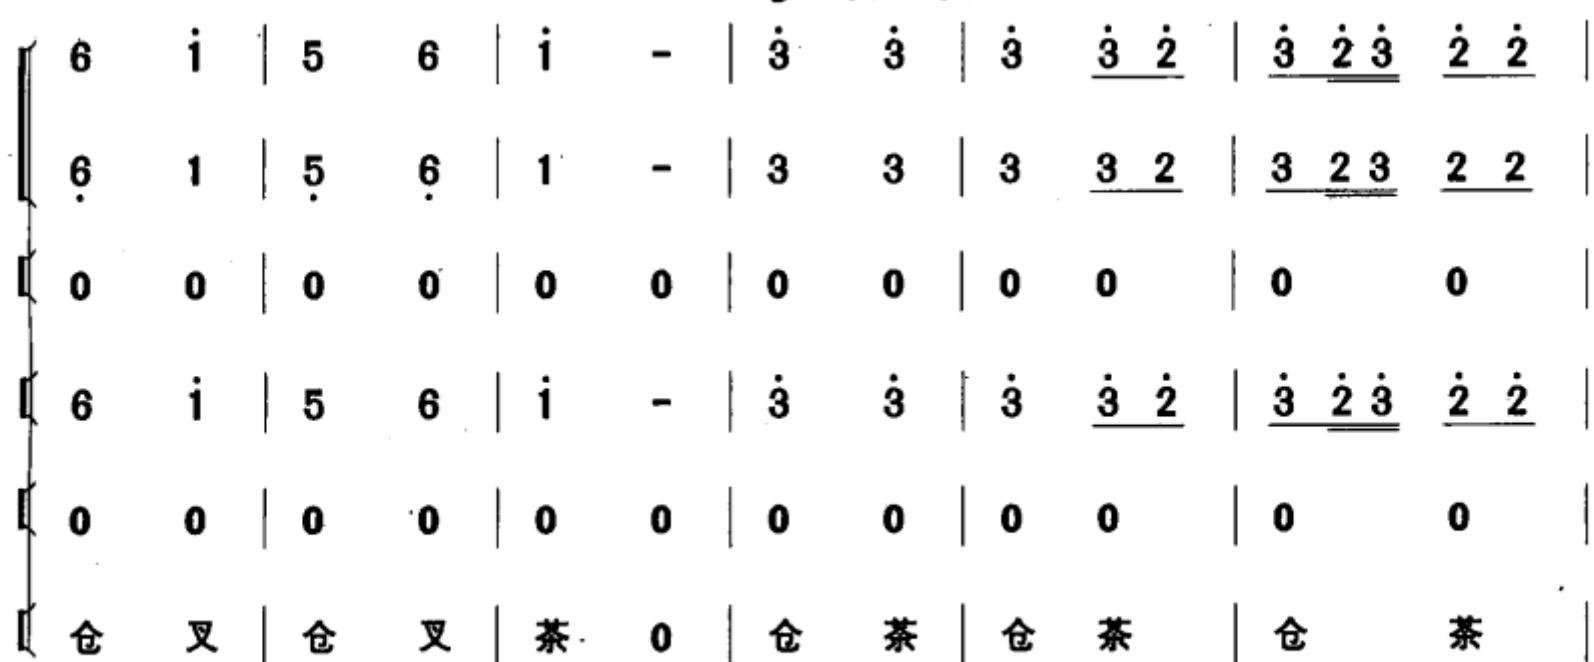 6 i̇ | 5 6 | i̇ - | 3̇ 3̇ | 3̇ 3̇ 2̇ | 3̇ 2̇ 3̇ 2̇ 2̇ |
6̣ 1 | 5̣ 6̣ | 1 - | 3 3 | 3 3 2 | 3 2 3 2 2 |
0 0 | 0 0 | 0 0 | 0 0 | 0 0 | 0 0 |
6 i̇ | 5 6 | i̇ - | 3̇ 3̇ | 3̇ 3̇ 2̇ | 3̇ 2̇ 3̇ 2̇ 2̇ |
0 0 | 0 0 | 0 0 | 0 0 | 0 0 | 0 0 |
仓 叉 | 仓 叉 | 茶 0 | 仓 茶 | 仓 茶 | 仓 茶 |